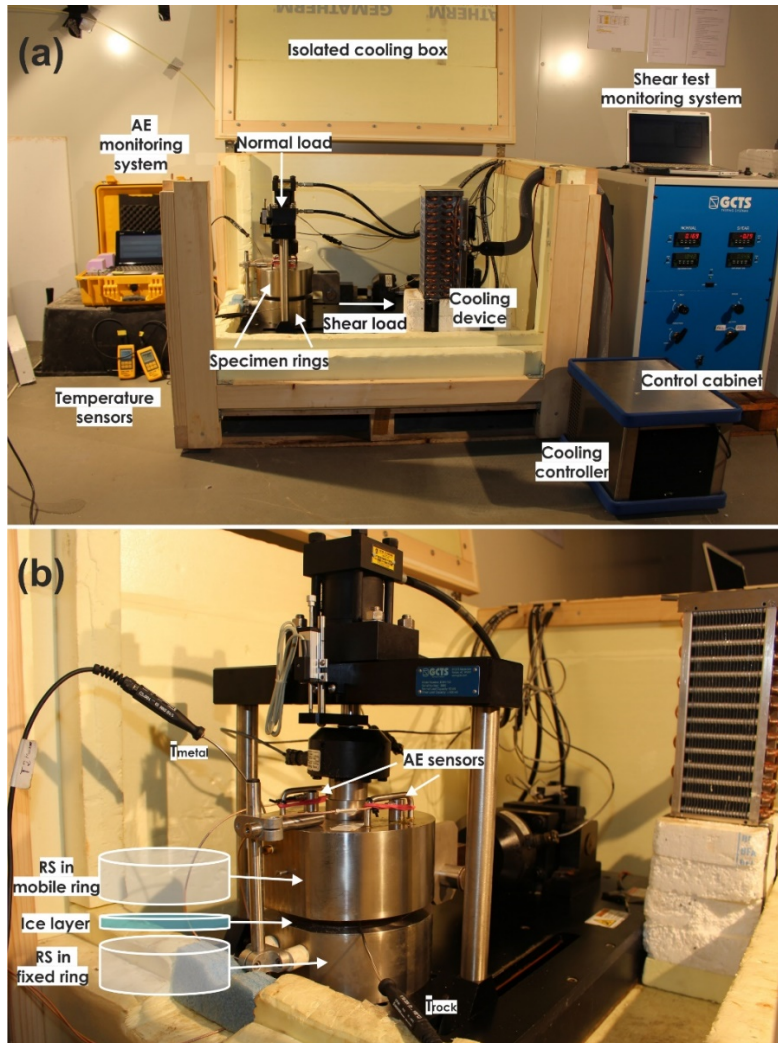 GEMATHERM
(a)
Isolated cooling box
Shear test
monitoring system
AE
monitoring
system
Normal load
GCTS
Shear load
Cooling
device
Specimen rings
Control cabinet
Temperature
sensors
Cooling
controller
(b)
GCTS
Tmetal
AE sensors
RS in
mobile ring
Ice layer
RS in
fixed ring
Trock